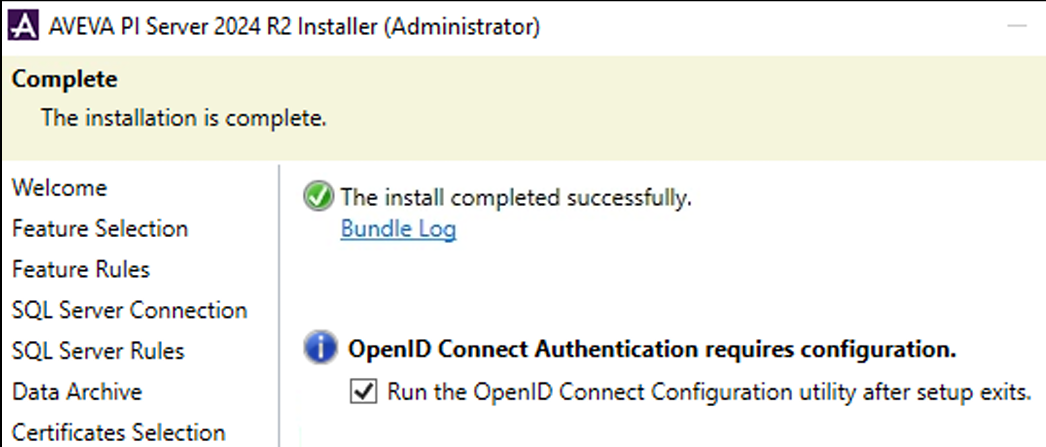 AVEVA PI Server 2024 R2 Installer (Administrator)
Complete
The installation is complete.
Welcome
Feature Selection
Feature Rules
SQL Server Connection
SQL Server Rules
Data Archive
Certificates Selection
The install completed successfully.
Bundle Log
OpenID Connect Authentication requires configuration.
Run the OpenID Connect Configuration utility after setup exits.